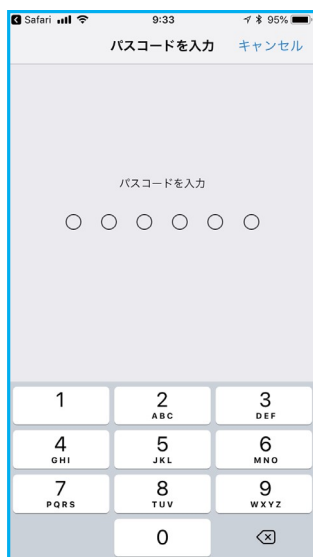 Safari 9:33 95%
パスコードを入力 キャンセル
パスコードを入力
1 2 3
ABC DEF
4 5 6
GHI JKL MNO
7 8 9
PQRS TUV WXYZ
0